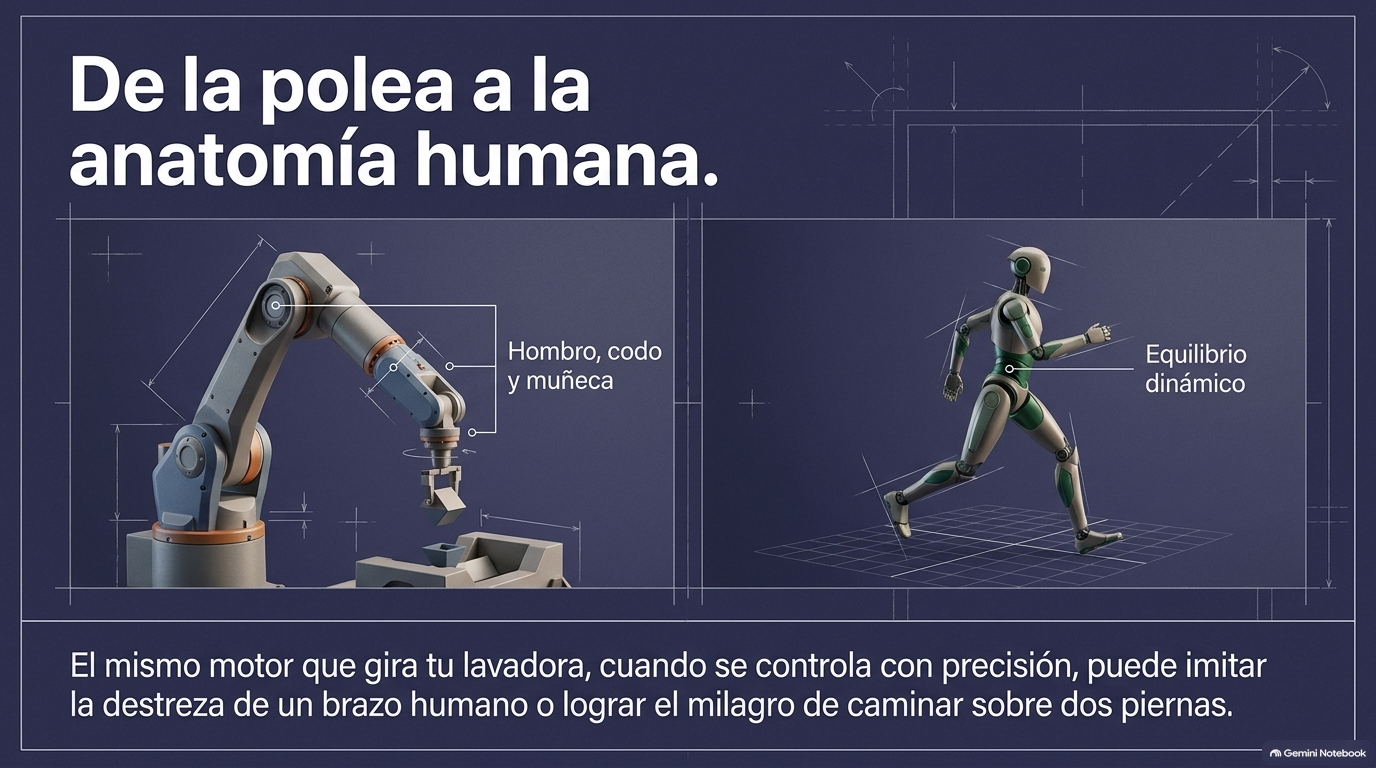 De la polea a la
anatomía humana.
Hombro, codo
y muñeca
Equilibrio
dinámico
El mismo motor que gira tu lavadora, cuando se controla con precisión, puede imitar
la destreza de un brazo humano o lograr el milagro de caminar sobre dos piernas.
Gemini Notebook